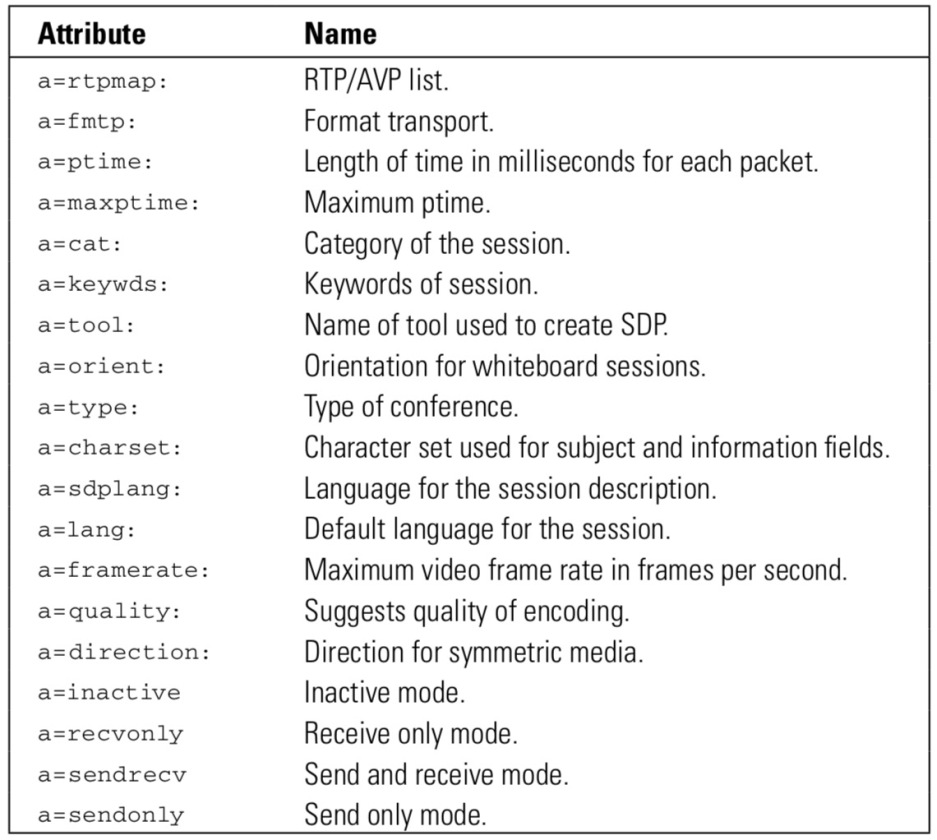 Attribute Name
a=rtpmap: RTP/AVP list.
a=fmtp: Format transport.
a=ptime: Length of time in milliseconds for each packet.
a=maxptime: Maximum ptime.
a=cat: Category of the session.
a=keywds: Keywords of session.
a=tool: Name of tool used to create SDP.
a=orient: Orientation for whiteboard sessions.
a=type: Type of conference.
a=charset: Character set used for subject and information fields.
a=sdplang: Language for the session description.
a=lang: Default language for the session.
a=framerate: Maximum video frame rate in frames per second.
a=quality: Suggests quality of encoding.
a=direction: Direction for symmetric media.
a=inactive Inactive mode.
a=recvonly Receive only mode.
a=sendrecv Send and receive mode.
a=sendonly Send only mode.